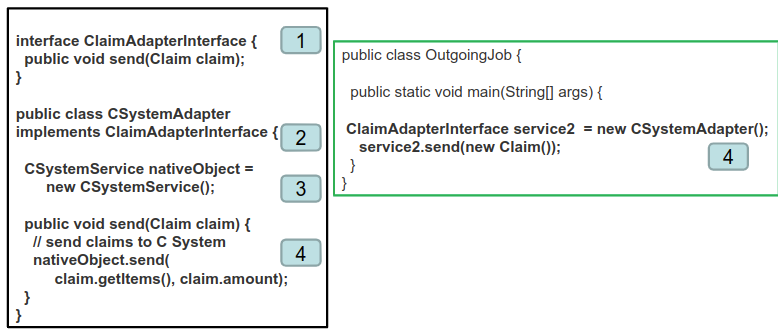 interface ClaimAdapterInterface {
1
public void send(Claim claim);
}
public class CSystemAdapter
implements ClaimAdapterInterface {
2
CSystemService nativeObject =
new CSystemService();
3
public void send(Claim claim) {
// send claims to C System
nativeObject.send(
4
claim.getItems(), claim.amount);
}
}
public class OutgoingJob {
public static void main(String[] args) {
ClaimAdapterInterface service2  = new CSystemAdapter();
service2.send(new Claim());
4
}
}